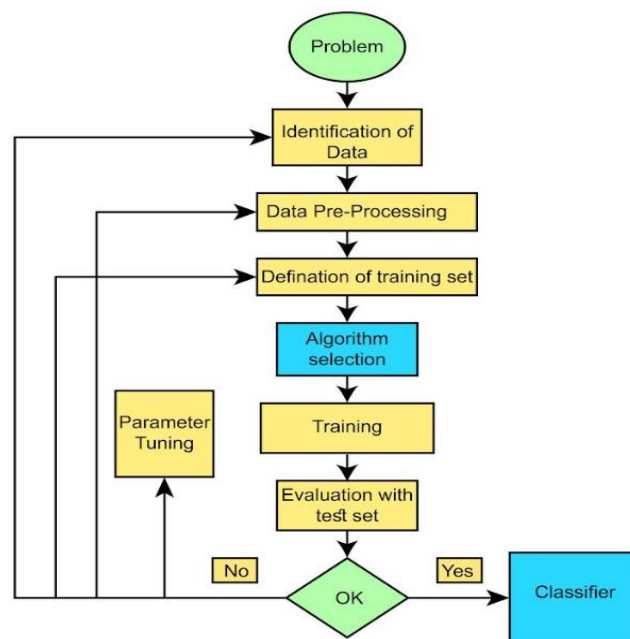 Problem
Identification of
Data
Data Pre-Processing
Defination of training set
Algorithm
selection
Parameter
Tuning
Training
Evaluation with
test set
No
OK
Yes
Classifier